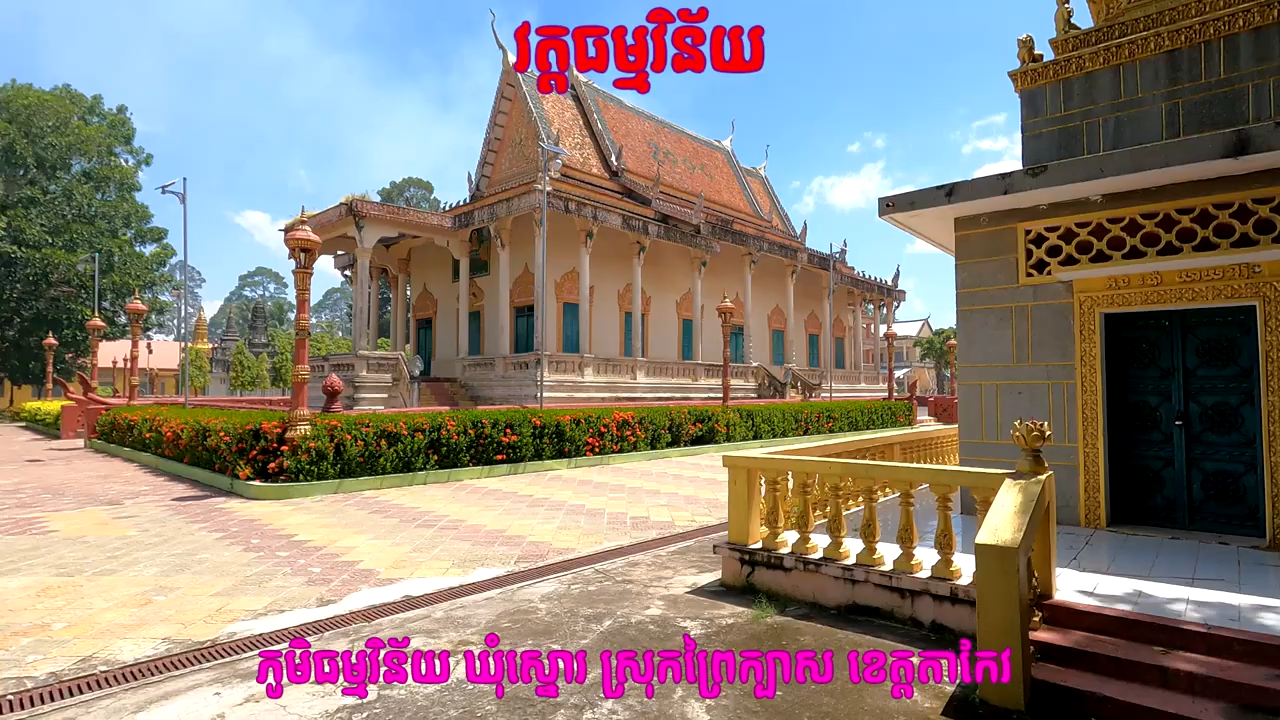 វត្តធម្មវិន័យ
ភូមិធម្មវិន័យ ឃុំស្នោរ ស្រុកព្រៃក្បាស ខេត្តតាកែវ